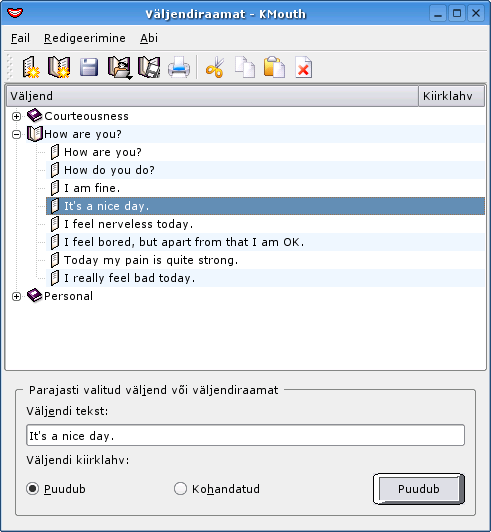 Väljendiraamat - KMouth
Fail Redigeerimine Abi
Väljend Kiirklahv
Courteousness
How are you?
How are you?
How do you do?
I am fine.
It's a nice day.
I feel nerveless today.
I feel bored, but apart from that I am OK.
Today my pain is quite strong.
I really feel bad today.
Personal
Parajasti valitud väljend või väljendiraamat
Väljendi tekst:
It's a nice day.
Väljendi kiirklahv:
Puudub Kohandatud Puudub